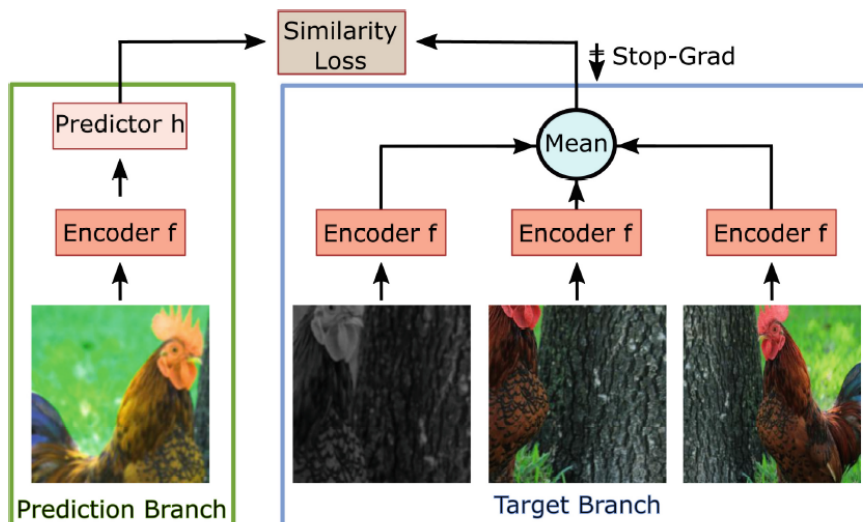 Similarity
Loss
Stop-Grad
Predictor h
Mean
Encoder f
Encoder f
Encoder f
Encoder f
Prediction Branch
Target Branch